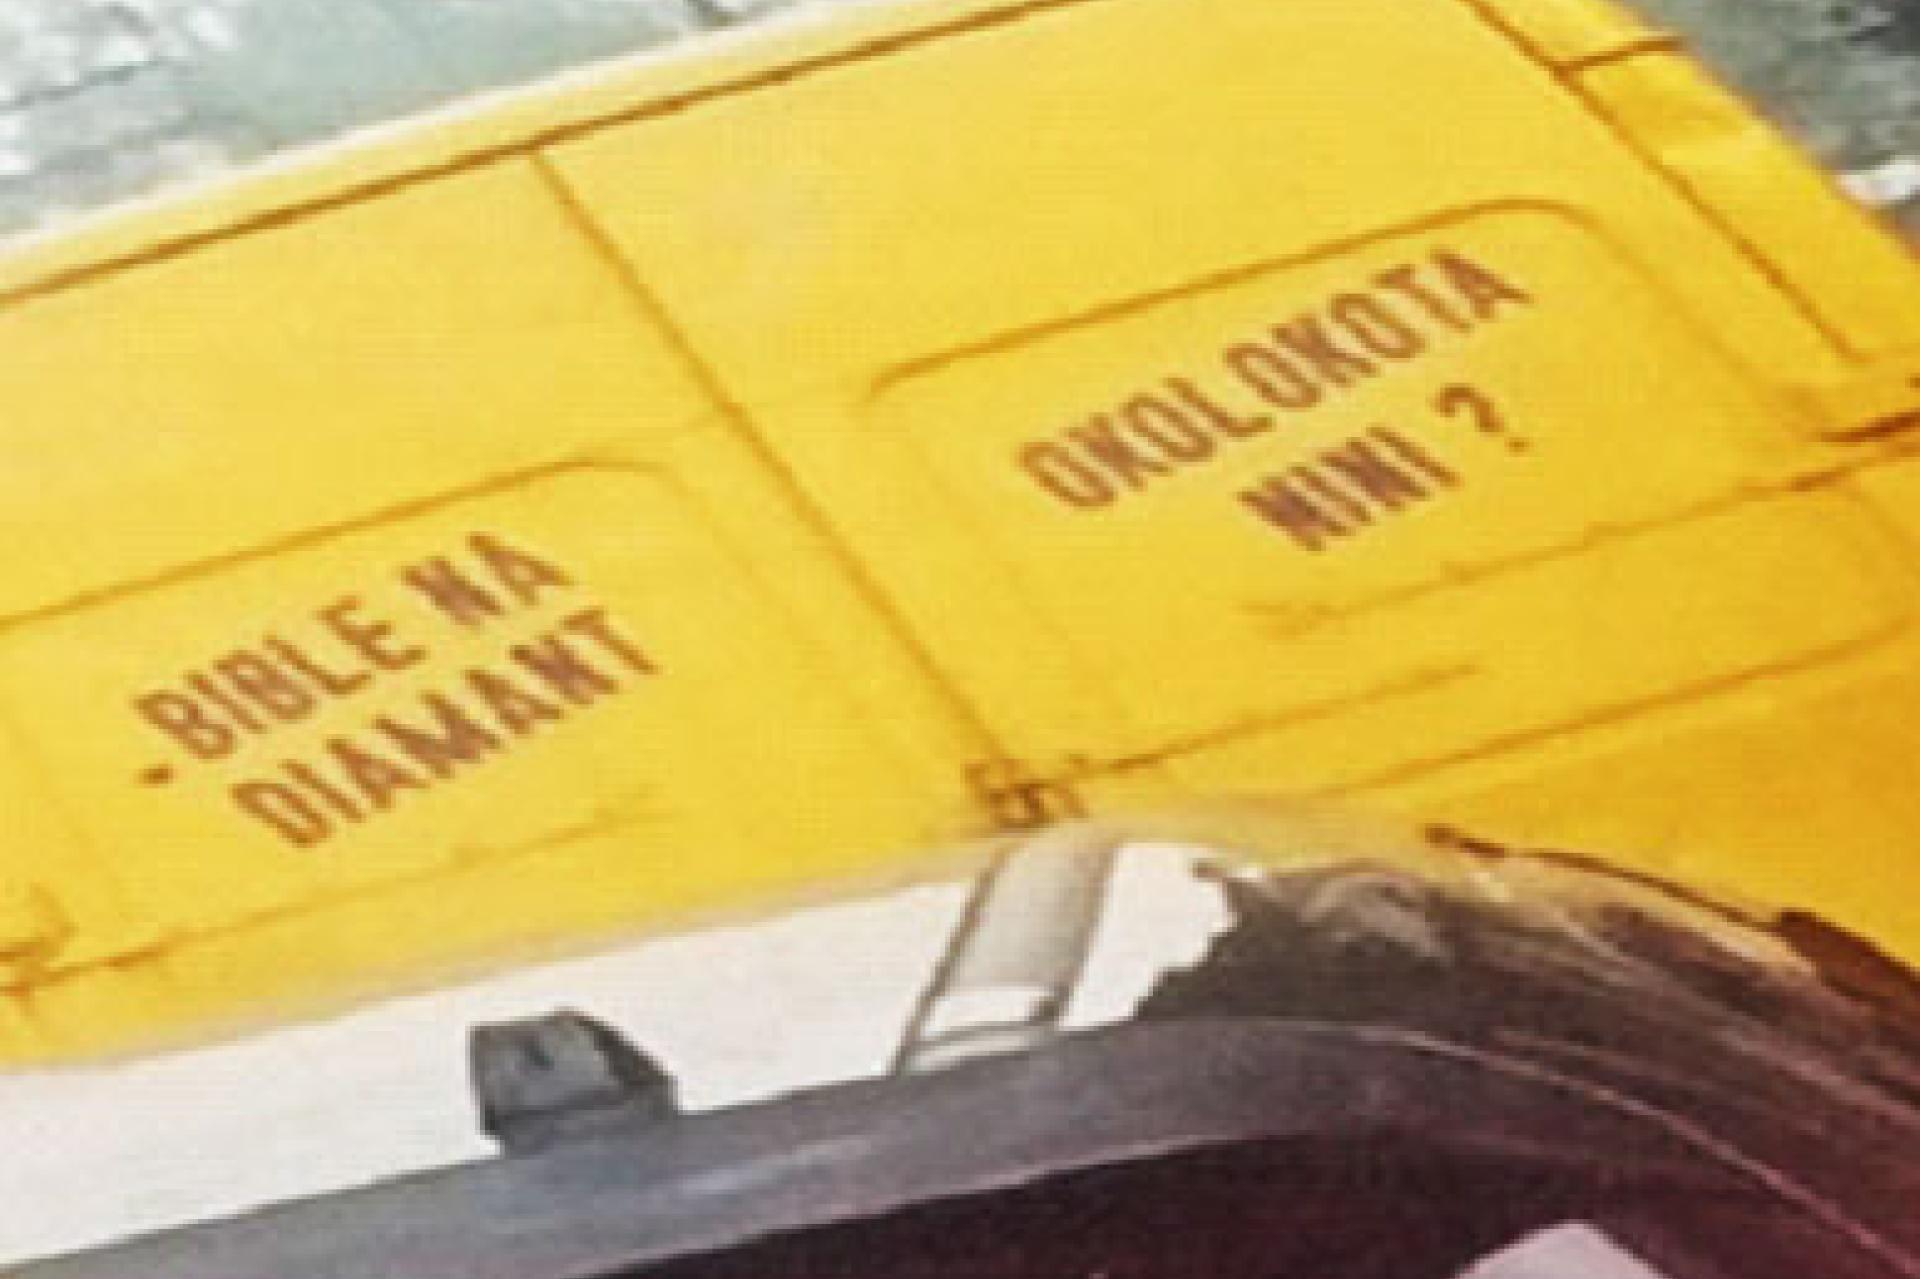 .BIBLE NA
DIAMANT
OKOLOKOTA
NINI ?